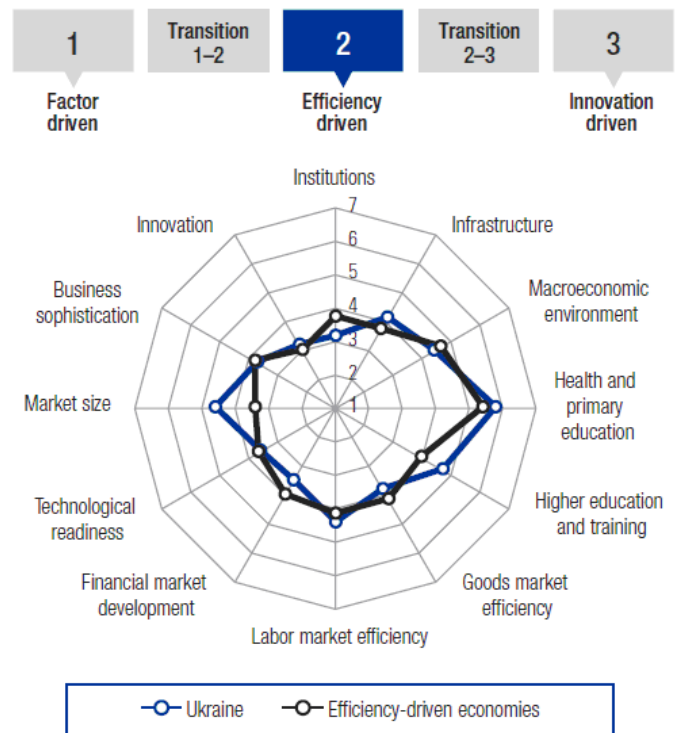 1
Transition
1–2
2
Transition
2–3
3
Factor
driven
Efficiency
driven
Innovation
driven
Institutions
Innovation
Infrastructure
Business
sophistication
Macroeconomic
environment
Market size
Health and
primary
education
Technological
readiness
Higher education
and training
Financial market
development
Goods market
efficiency
Labor market efficiency
7
6
5
4
3
2
1
Ukraine
Efficiency-driven economies